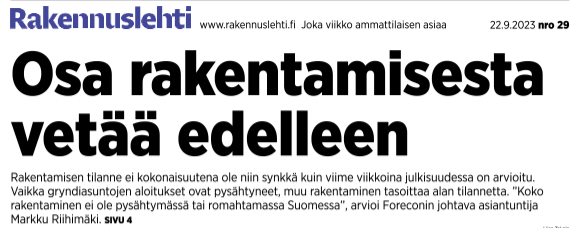 Rakennuslehti www.rakennuslehti.fi Joka viikko ammattilaisen asiaa 22.9.2023 nro 29
Osa rakentamisesta
vetää edelleen
Rakentamisen tilanne ei kokonaisuutena ole niin synkkä kuin viime viikkoina julkisuudessa on arvioitu.
Vaikka gryndiasuntojen aloitukset ovat pysähtyneet, muu rakentaminen tasoittaa alan tilannetta. ”Koko
rakentaminen ei ole pysähtymässä tai romahtamassa Suomessa”, arvioi Foreconin johtava asiantuntija
Markku Riihimäki. SIVU 4